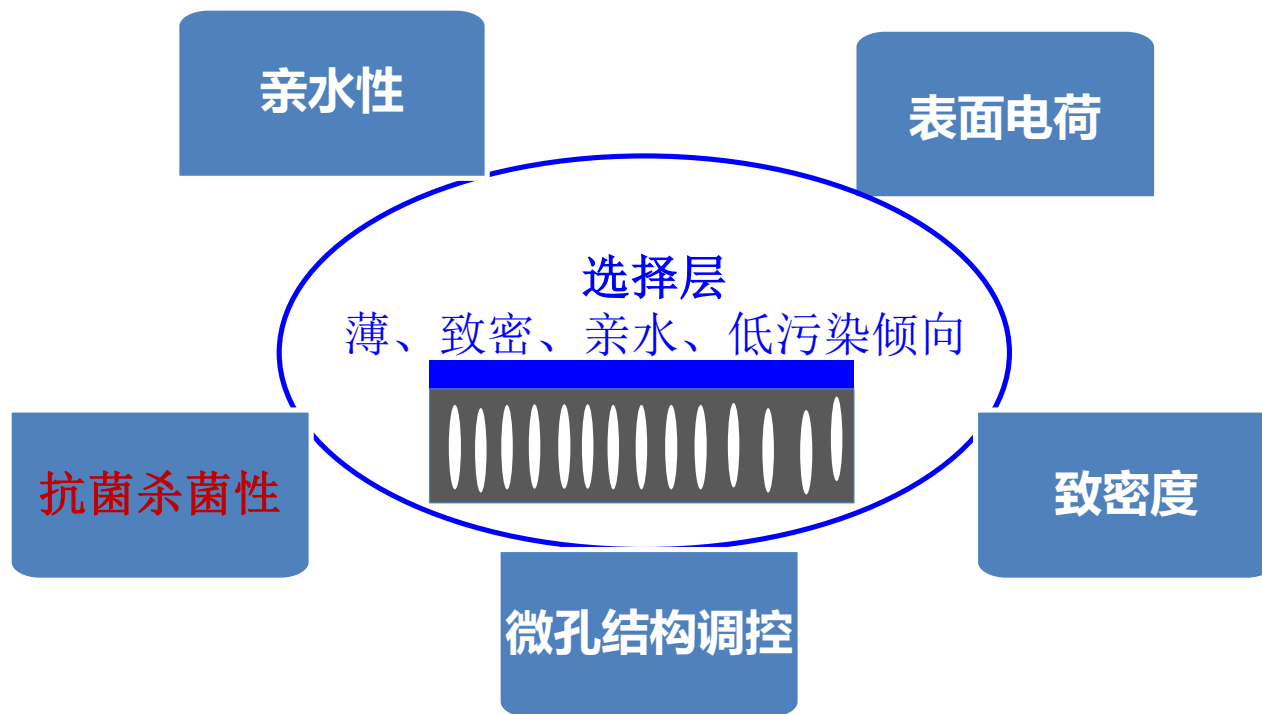 亲水性
表面电荷
选择层
薄、致密、亲水、低污染倾向
抗菌杀菌性
致密度
微孔结构调控